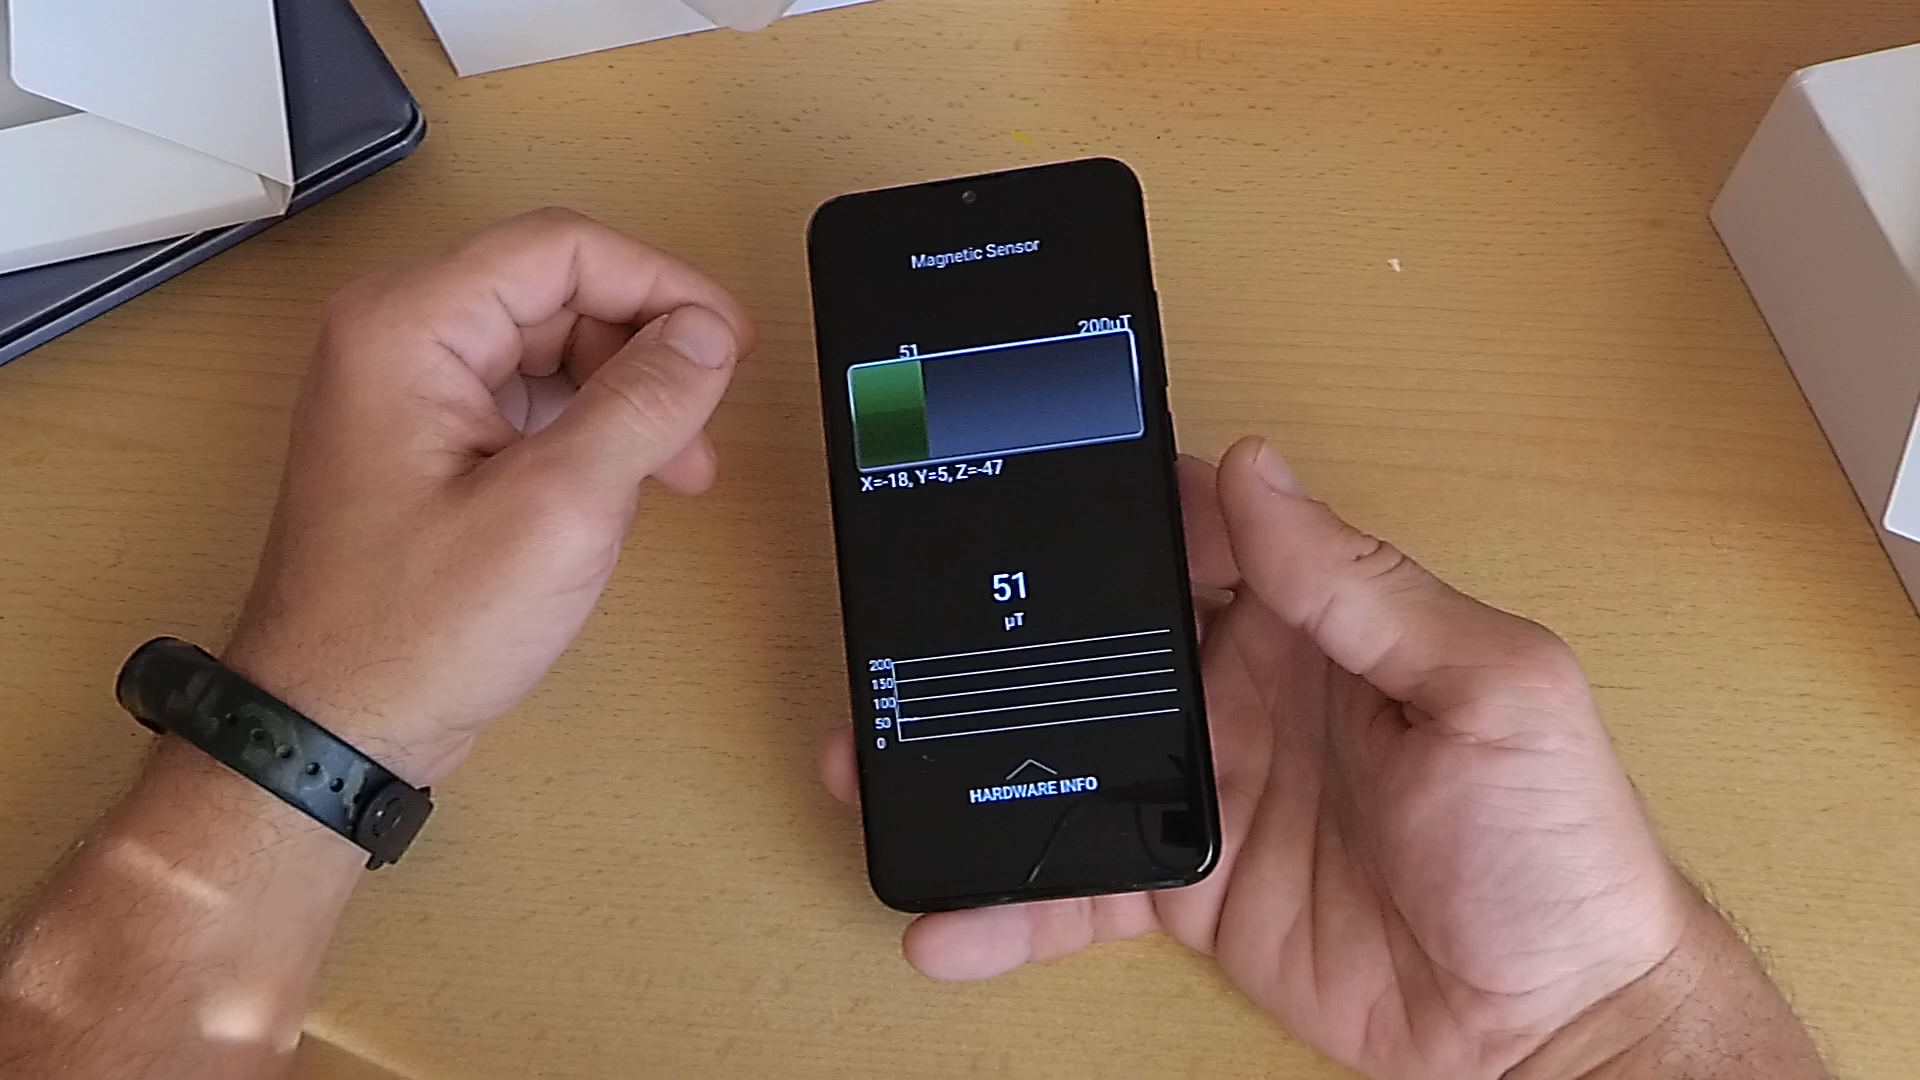 Magnetic Sensor
200uT
51
X=-18, Y=5, Z=-47
51
µT
200
150
100
50
0
HARDWARE INFO